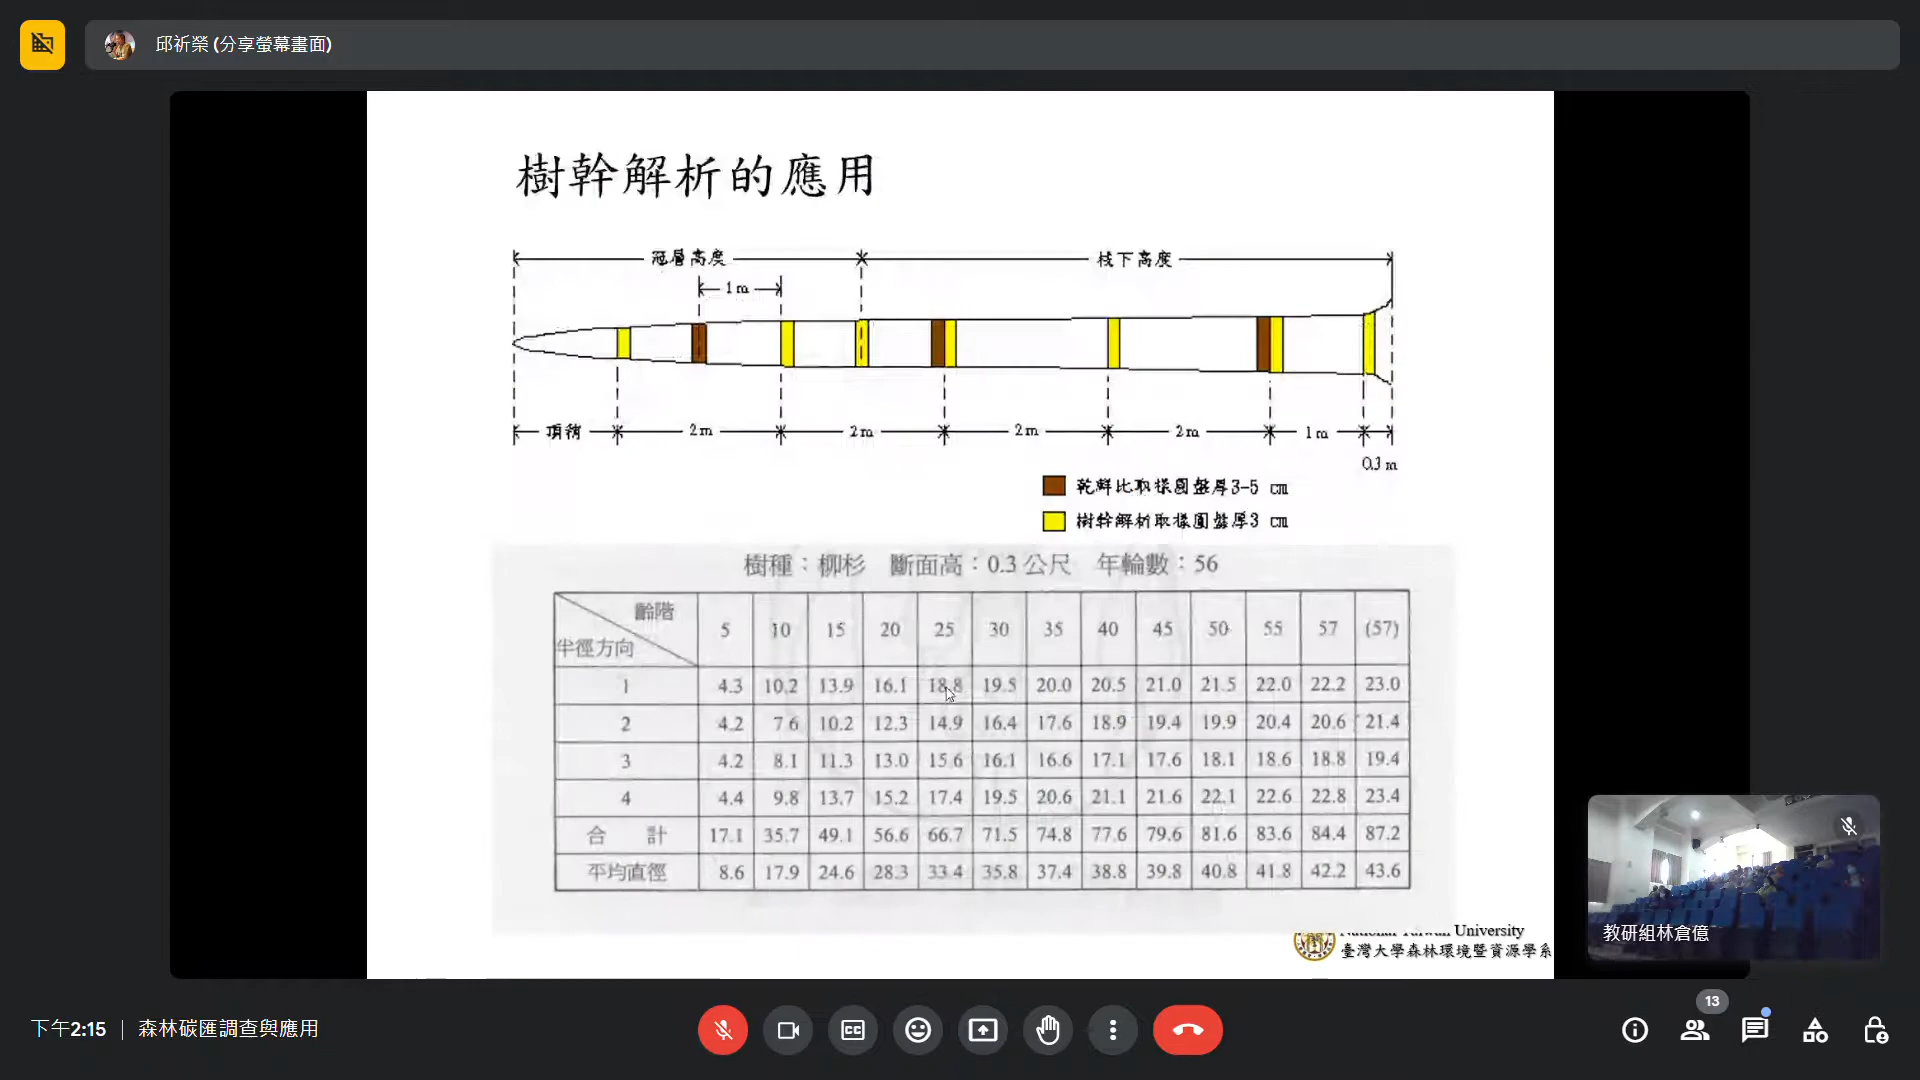 邱祈榮 (分享螢幕畫面)
樹幹解析的應用
冠層高度 枝下高度
1 m
頂梢 2 m 2 m 2 m 2 m 1 m
0.3 m
乾鮮比取樣圓盤厚3-5 cm
樹幹解析取樣圓盤厚3 cm
樹種：柳杉 斷面高：0.3 公尺 年輪數：56
齡階 半徑方向 5 10 15 20 25 30 35 40 45 50 55 57 (57)
1 4.3 10.2 13.9 16.1 18.8 19.5 20.0 20.5 21.0 21.5 22.0 22.2 23.0
2 4.2 7.6 10.2 12.3 14.9 16.4 17.6 18.9 19.4 19.9 20.4 20.6 21.4
3 4.2 8.1 11.3 13.0 15.6 16.1 16.6 17.1 17.6 18.1 18.6 18.8 19.4
4 4.4 9.8 13.7 15.2 17.4 19.5 20.6 21.1 21.6 22.1 22.6 22.8 23.4
合 計 17.1 35.7 49.1 56.6 66.7 71.5 74.8 77.6 79.6 81.6 83.6 84.4 87.2
平均直徑 8.6 17.9 24.6 28.3 33.4 35.8 37.4 38.8 39.8 40.8 41.8 42.2 43.6
National Taiwan University
臺灣大學森林環境暨資源學系
教研組林倉億
13
下午2:15 | 森林碳匯調查與應用